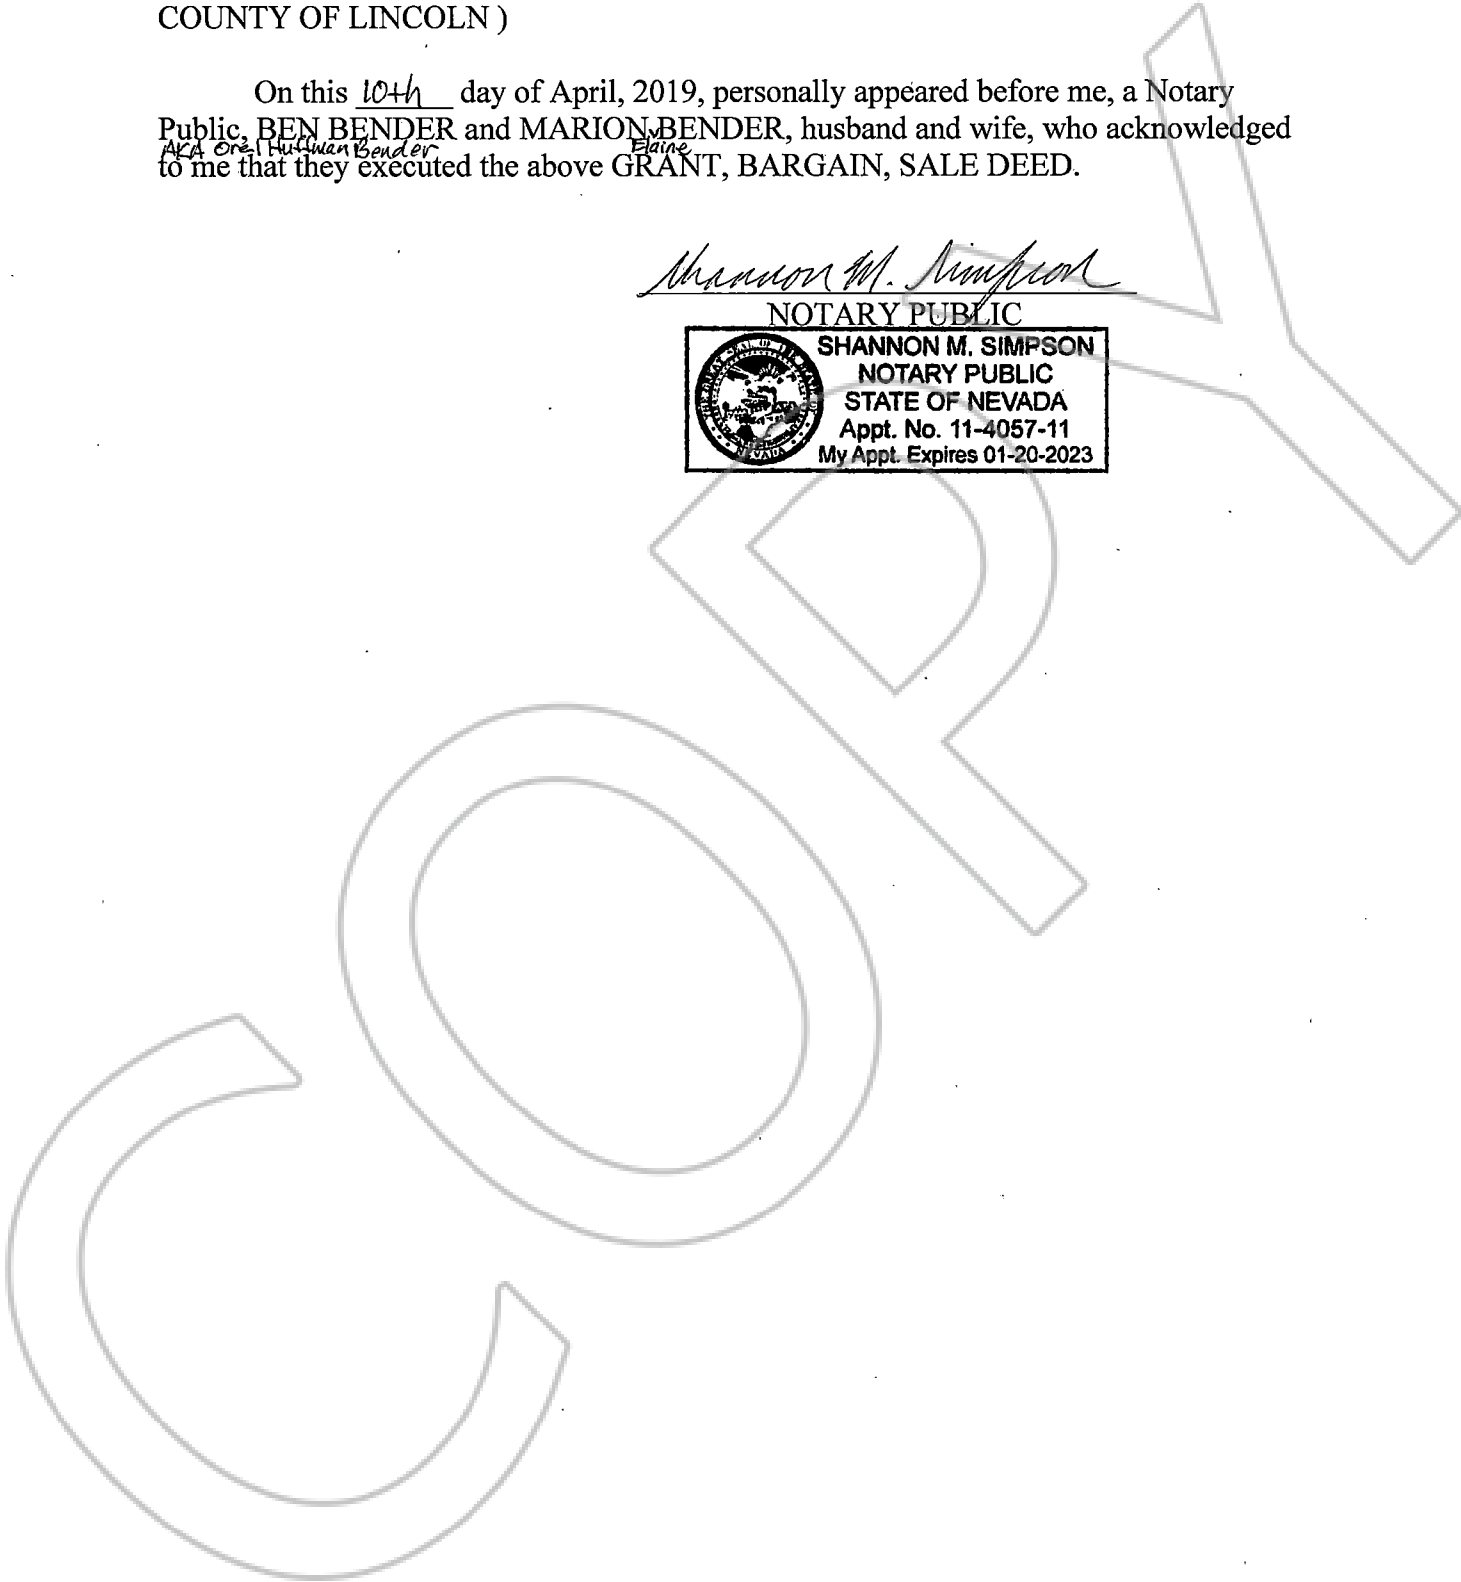 COUNTY OF LINCOLN )
On this 10th day of April, 2019, personally appeared before me, a Notary
Public, BEN BENDER and MARION BENDER, husband and wife, who acknowledged
AKA Orel Huffman Bender Elaine
to me that they executed the above GRANT, BARGAIN, SALE DEED.
Shannon M. Simpson
NOTARY PUBLIC
SHANNON M. SIMPSON
NOTARY PUBLIC
STATE OF NEVADA
Appt. No. 11-4057-11
My Appt. Expires 01-20-2023
NEVADA
COPY